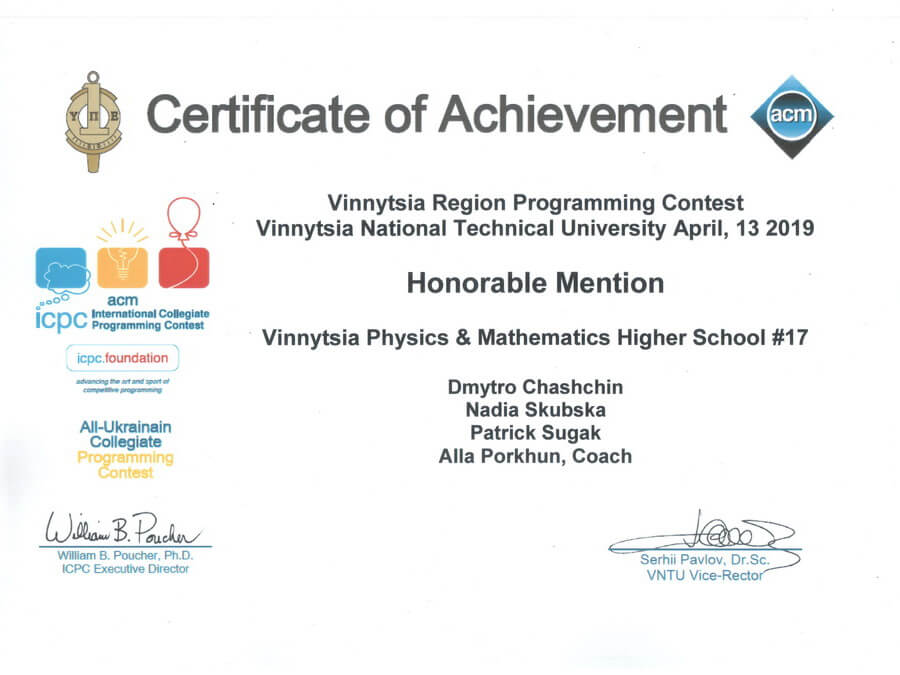 Certificate of Achievement
Υ Π Ε
acm
Vinnytsia Region Programming Contest
Vinnytsia National Technical University April, 13 2019
Honorable Mention
Vinnytsia Physics & Mathematics Higher School #17
Dmytro Chashchin
Nadia Skubska
Patrick Sugak
Alla Porkhun, Coach
acm
icpc International Collegiate
Programming Contest
icpc.foundation
advancing the art and sport of
competitive programming
All-Ukrainain
Collegiate
Programming
Contest
William B. Poucher
William B. Poucher, Ph.D.
ICPC Executive Director
Serhii Pavlov, Dr.Sc.
VNTU Vice-Rector